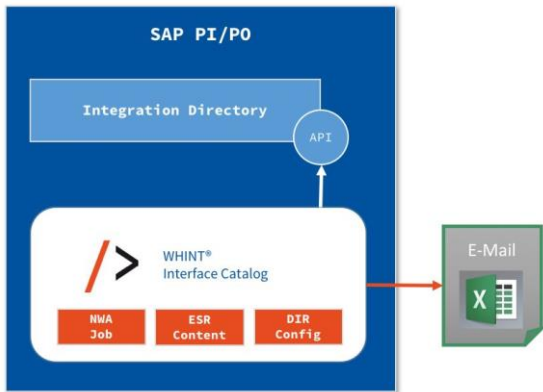 SAP PI/PO
Integration Directory
API
WHINT®
Interface Catalog
NWA
Job
ESR
Content
DIR
Config
E-Mail
X